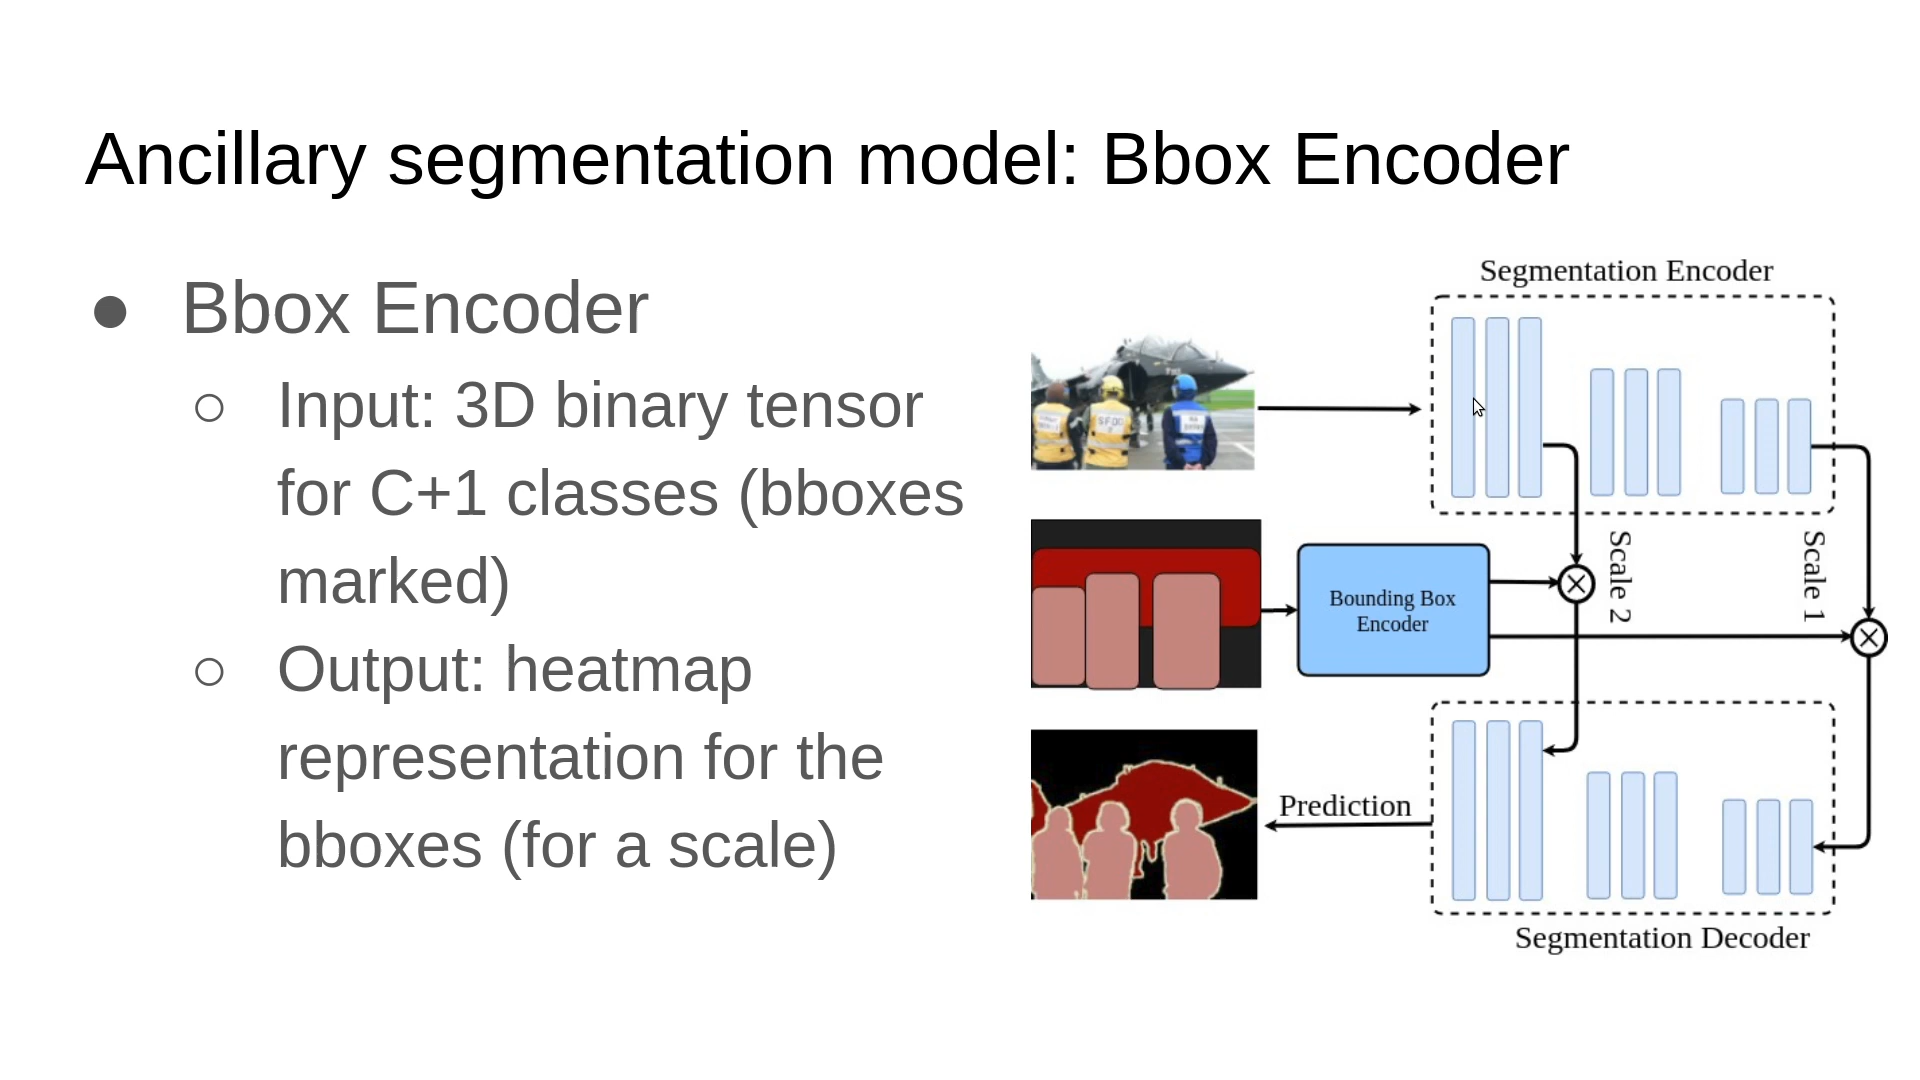 Ancillary segmentation model: Bbox Encoder
● Bbox Encoder
○ Input: 3D binary tensor
for C+1 classes (bboxes
marked)
○ Output: heatmap
representation for the
bboxes (for a scale)
Segmentation Encoder
Scale 2
Scale 1
Bounding Box
Encoder
Prediction
Segmentation Decoder